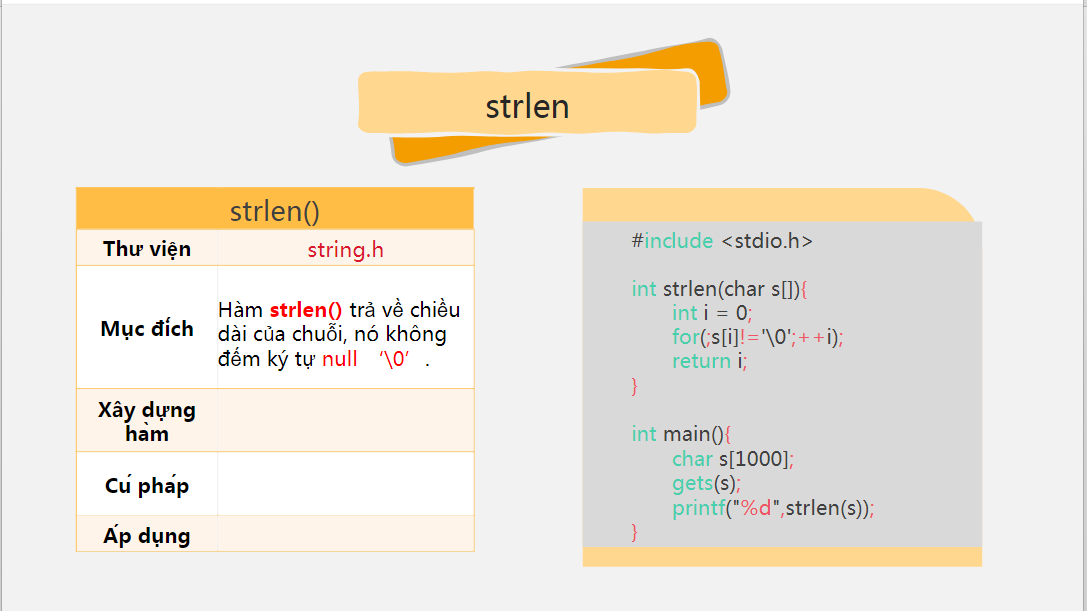 strlen
strlen()
Thư viện
string.h
Mục đích
Hàm strlen() trả về chiều
dài của chuỗi, nó không
đếm ký tự null ‘\0’ .
Xây dựng
hàm
Cú pháp
Áp dụng
#include <stdio.h>
int strlen(char s[]){
int i = 0;
for(;s[i]!='\0';++i);
return i;
}
int main(){
char s[1000];
gets(s);
printf("%d",strlen(s));
}